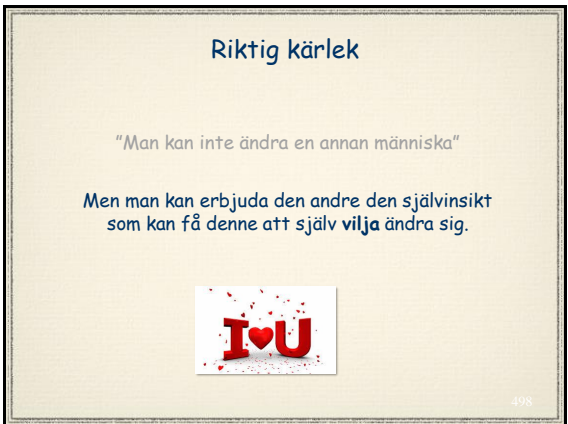 Riktig kärlek
”Man kan inte ändra en annan människa”
Men man kan erbjuda den andre den självinsikt
som kan få denne att själv vilja ändra sig.
I❤U
498